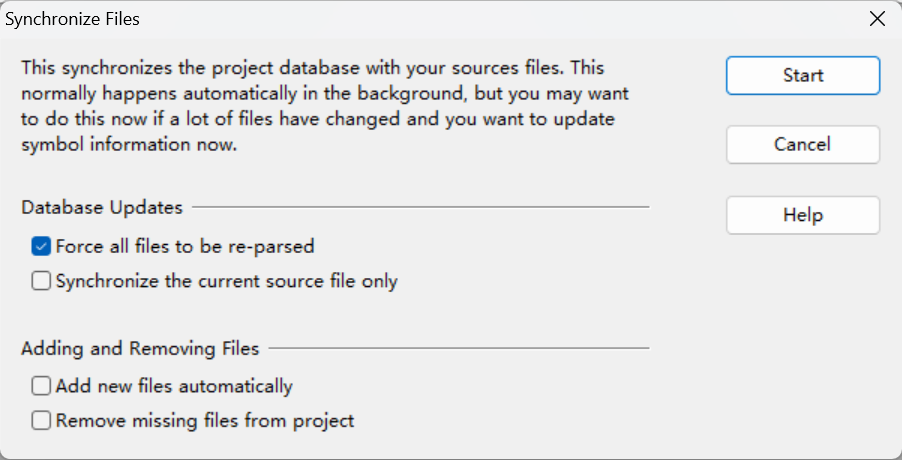 Synchronize Files
This synchronizes the project database with your sources files. This
normally happens automatically in the background, but you may want
to do this now if a lot of files have changed and you want to update
symbol information now.
Start
Cancel
Help
Database Updates
Force all files to be re-parsed
Synchronize the current source file only
Adding and Removing Files
Add new files automatically
Remove missing files from project